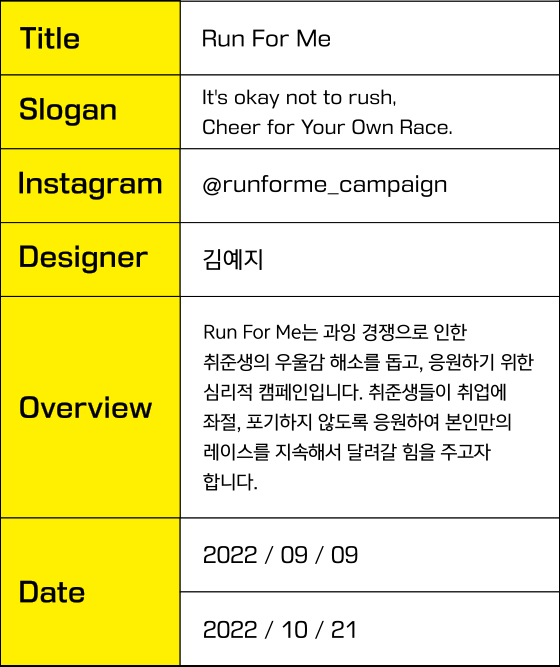 Title
Run For Me
Slogan
It's okay not to rush,
Cheer for Your Own Race.
Instagram
@runforme_campaign
Designer
김예지
Overview
Run For Me는 과잉 경쟁으로 인한
취준생의 우울감 해소를 돕고, 응원하기 위한
심리적 캠페인입니다. 취준생들이 취업에
좌절, 포기하지 않도록 응원하여 본인만의
레이스를 지속해서 달려갈 힘을 주고자
합니다.
Date
2022 / 09 / 09
2022 / 10 / 21